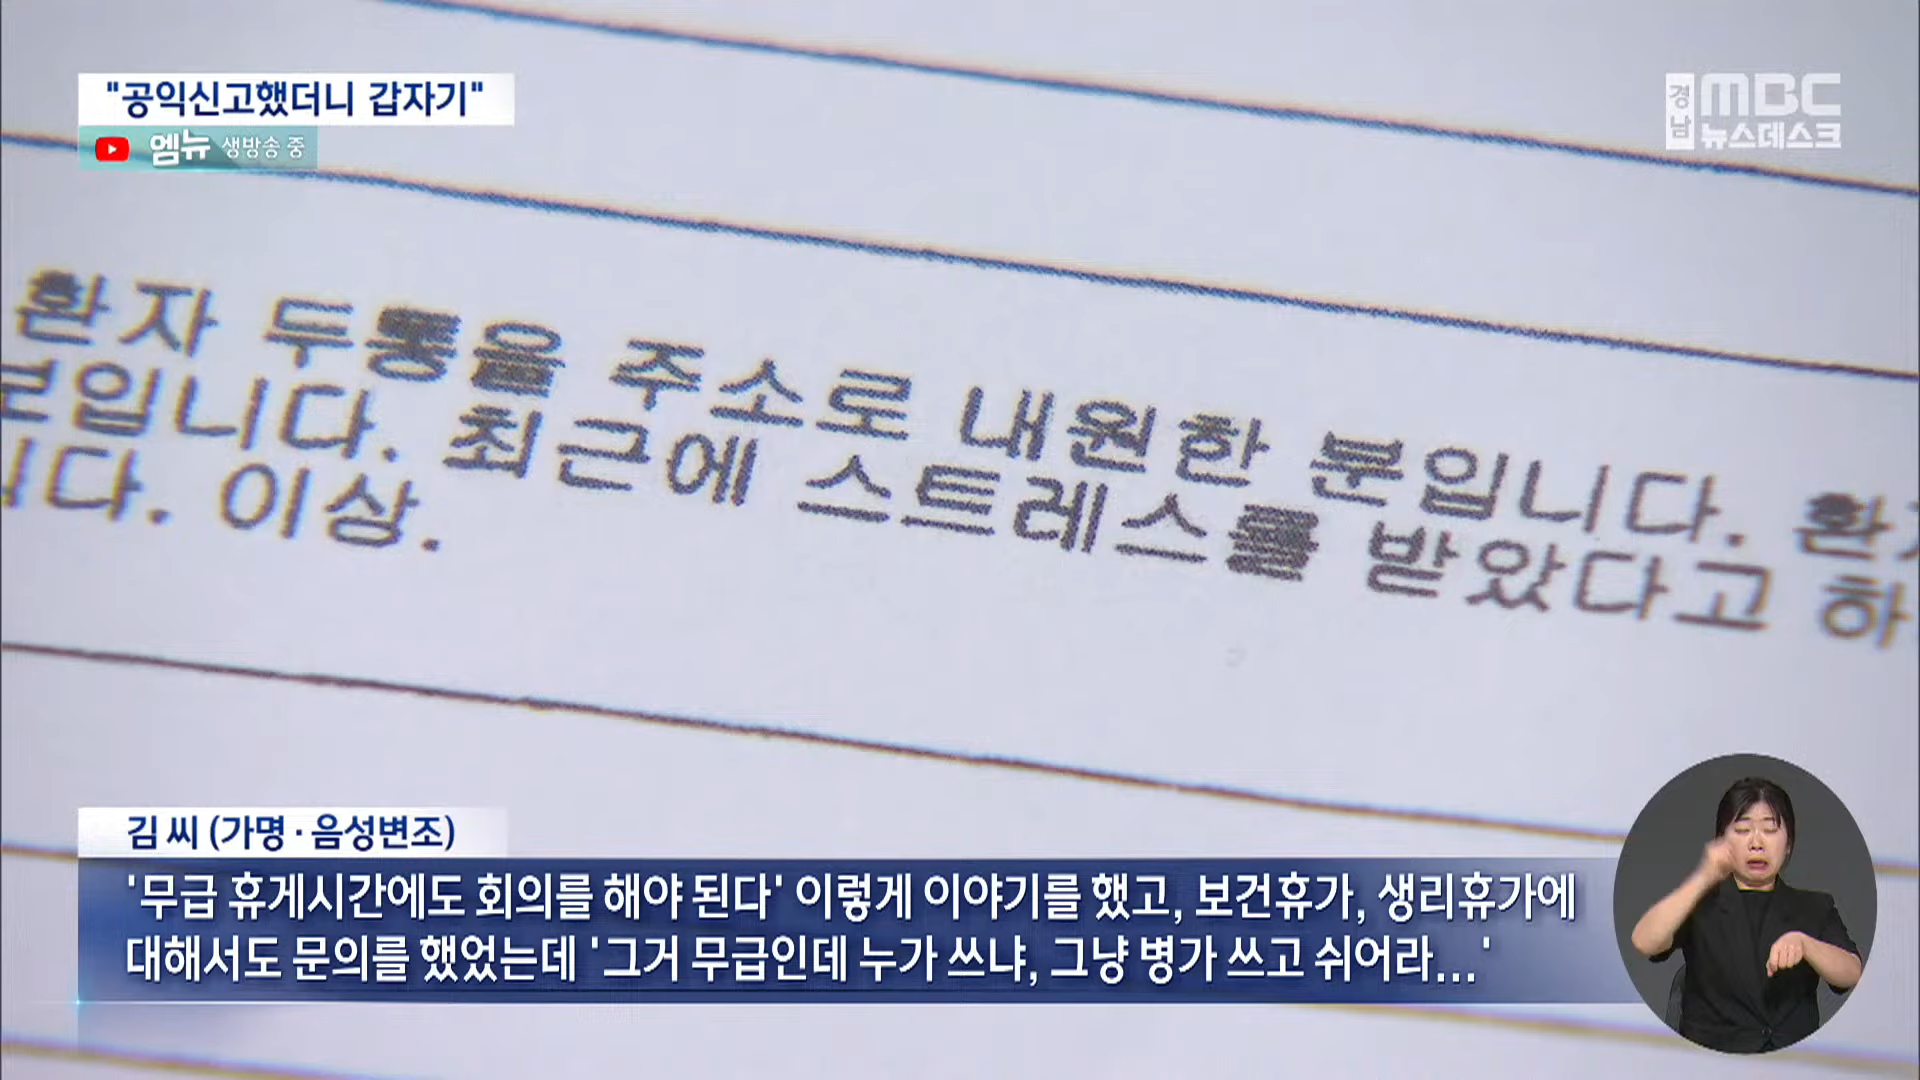 "공익신고했더니 갑자기"
엠뉴 생방송 중
경남
MBC
뉴스데스크
환자 두통을 주소로 내원한 분입니다.
분입니다. 최근에 스트레스를 받았다고 하
니다. 이상.
김 씨 (가명·음성변조)
'무급 휴게시간에도 회의를 해야 된다' 이렇게 이야기를 했고, 보건휴가, 생리휴가에
대해서도 문의를 했었는데 '그거 무급인데 누가 쓰냐, 그냥 병가 쓰고 쉬어라...'